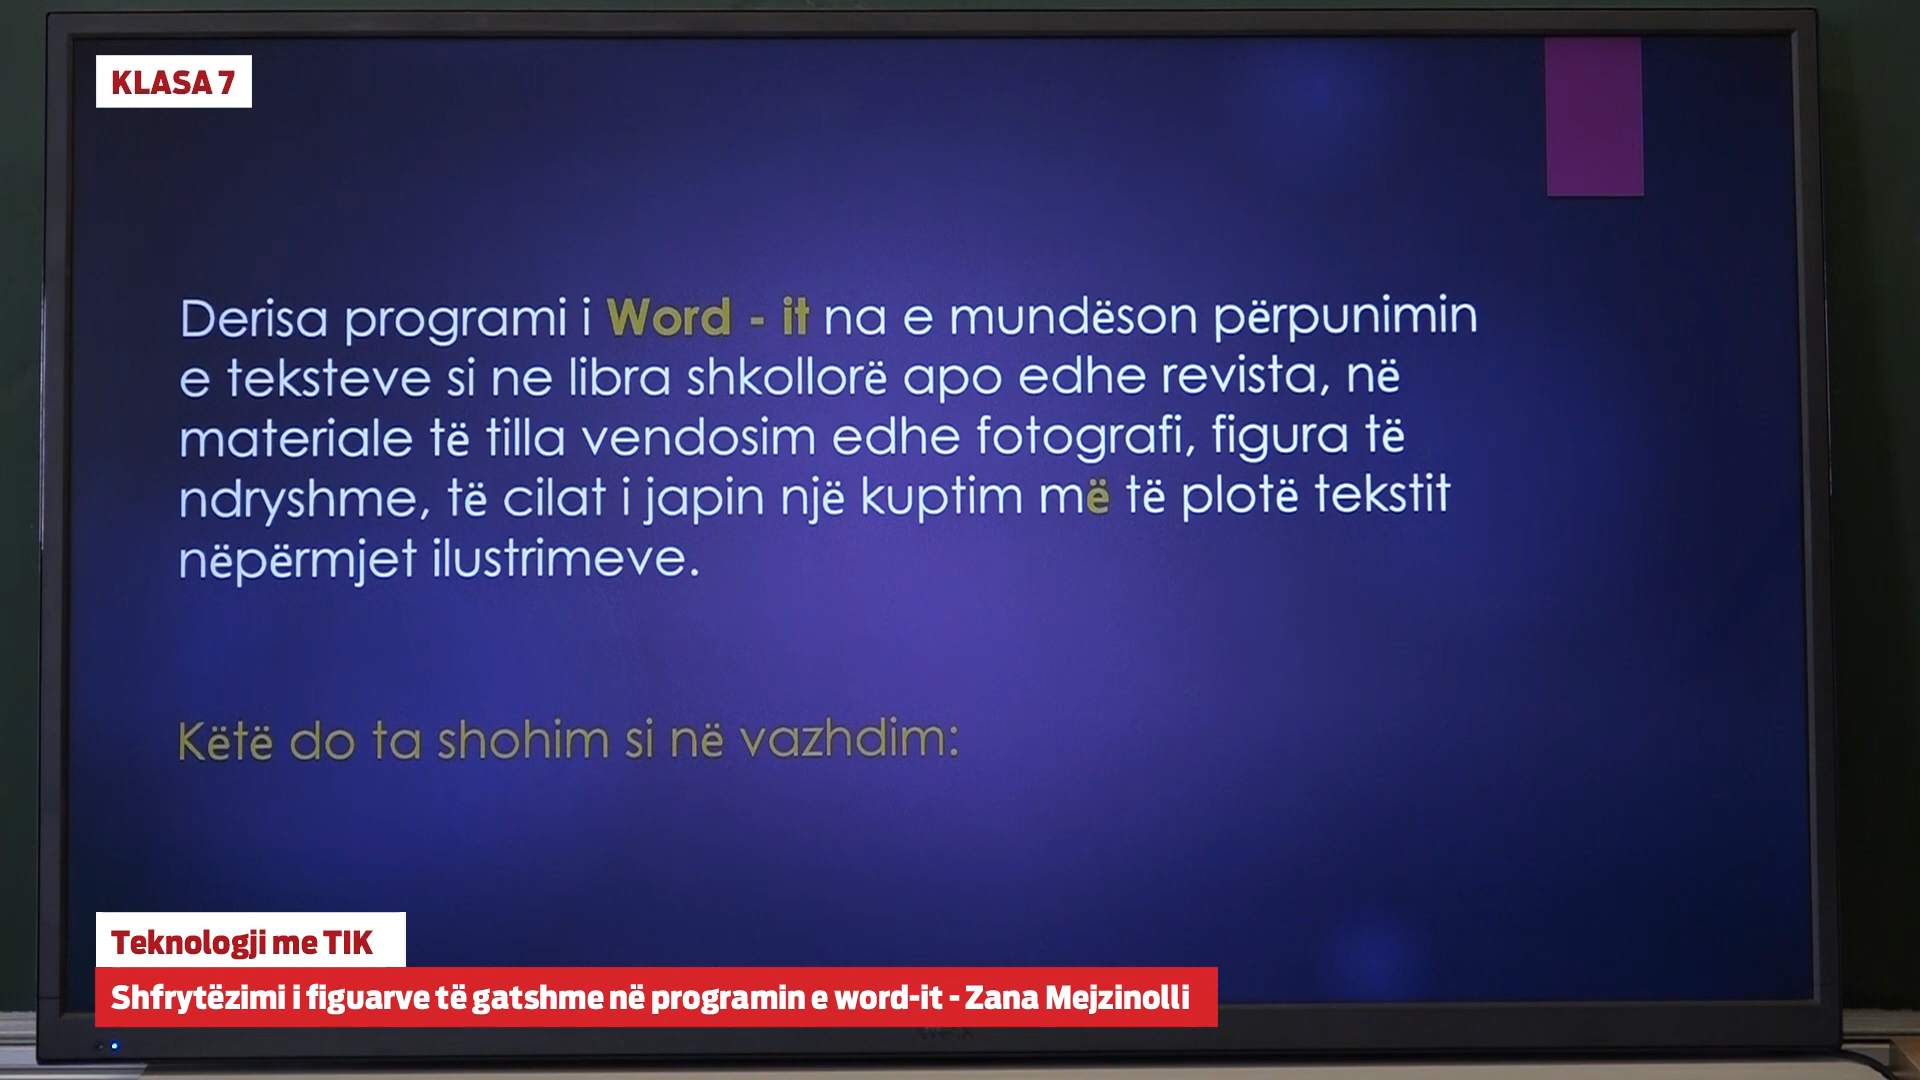 KLASA 7
Derisa programi i Word - it na e mundëson përpunimin
e teksteve si ne libra shkollorë apo edhe revista, në
materiale të tilla vendosim edhe fotografi, figura të
ndryshme, të cilat i japin një kuptim më të plotë tekstit
nëpërmjet ilustrimeve.
Këtë do ta shohim si në vazhdim:
Teknologji me TIK
Shfrytëzimi i figuarve të gatshme në programin e word-it - Zana Mejzinolli